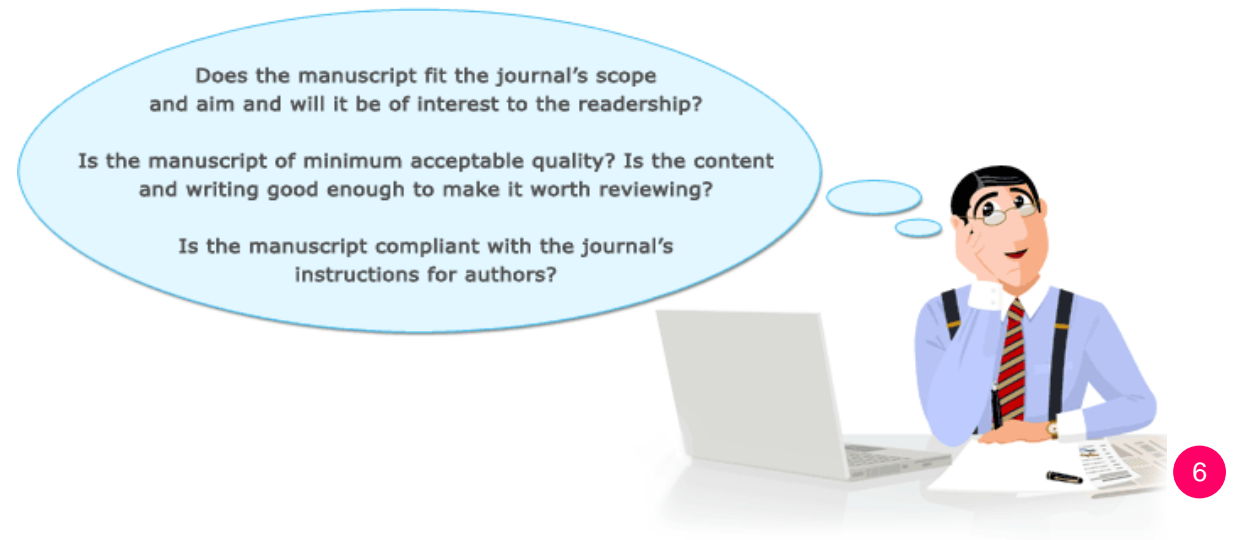 Does the manuscript fit the journal’s scope
and aim and will it be of interest to the readership?
Is the manuscript of minimum acceptable quality? Is the content
and writing good enough to make it worth reviewing?
Is the manuscript compliant with the journal’s
instructions for authors?
6